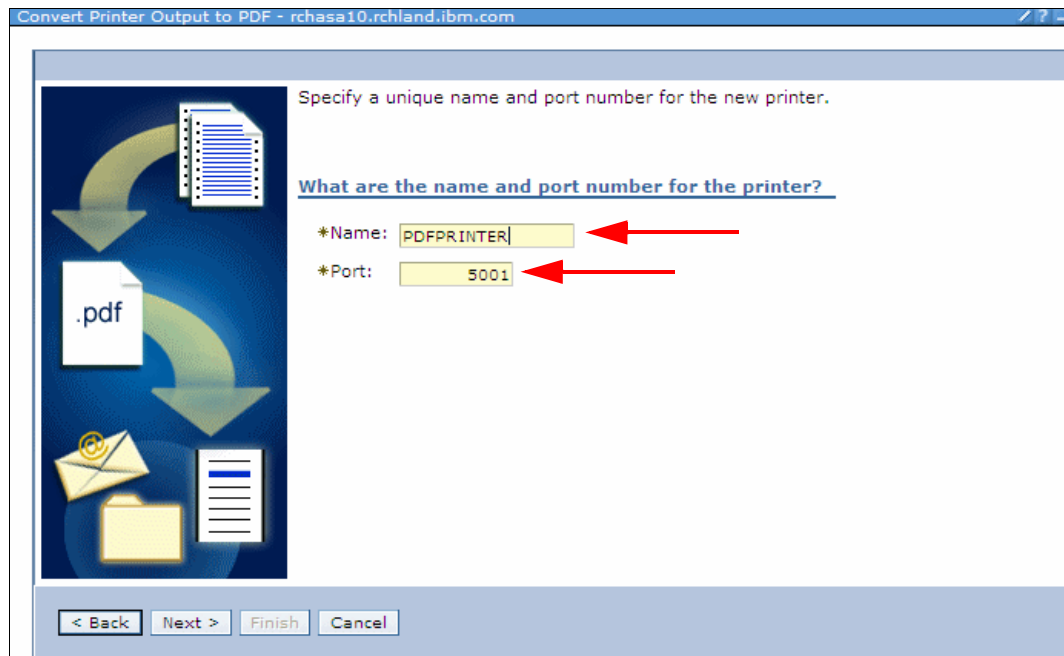 Convert Printer Output to PDF - rchasa10.rchland.ibm.com
Specify a unique name and port number for the new printer.
What are the name and port number for the printer?
*Name: PDFPRINTER
*Port: 5001
.pdf
@
< Back Next > Finish Cancel